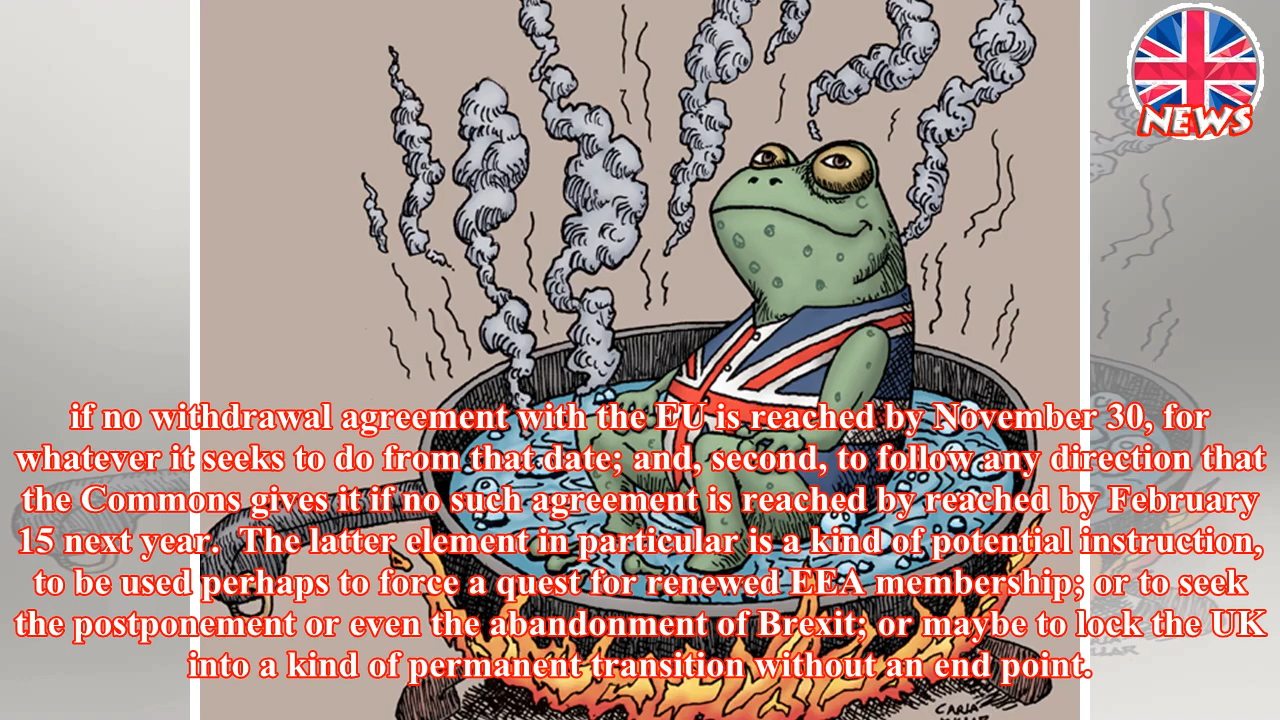 NEWS
if no withdrawal agreement with the EU is reached by November 30, for
whatever it seeks to do from that date; and, second, to follow any direction that
the Commons gives it if no such agreement is reached by reached by February
15 next year.  The latter element in particular is a kind of potential instruction,
to be used perhaps to force a quest for renewed EEA membership; or to seek
the postponement or even the abandonment of Brexit; or maybe to lock the UK
into a kind of permanent transition without an end point.
CARLA